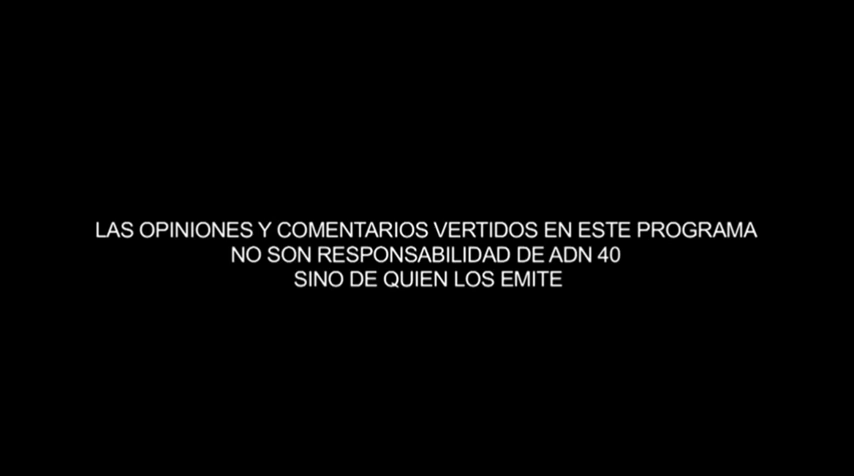 LAS OPINIONES Y COMENTARIOS VERTIDOS EN ESTE PROGRAMA
NO SON RESPONSABILIDAD DE ADN 40
SINO DE QUIEN LOS EMITE